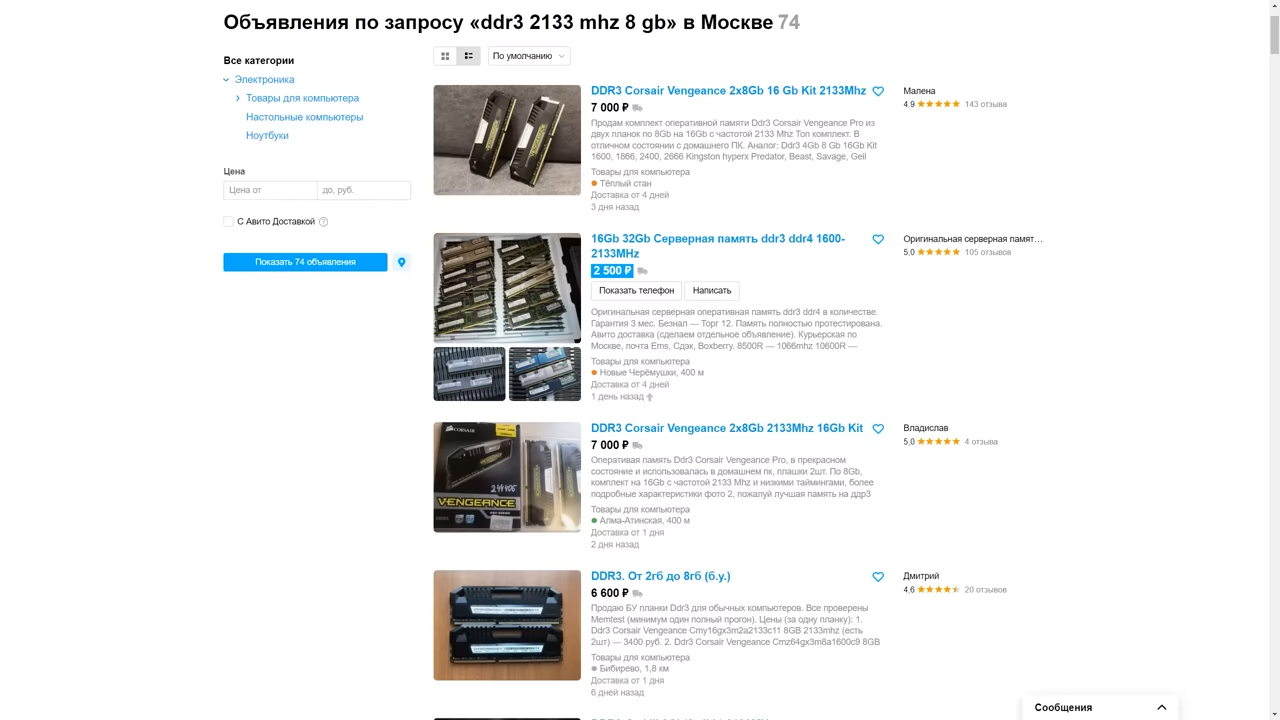 Объявления по запросу «ddr3 2133 mhz 8 gb» в Москве 74
Все категории
Электроника
Товары для компьютера
Настольные компьютеры
Ноутбуки
Цена
Цена от
до, руб.
С Авито Доставкой
Показать 74 объявления
По умолчанию
DDR3 Corsair Vengeance 2x8Gb 16 Gb Kit 2133Mhz
7 000 ₽
Продам комплект оперативной памяти Ddr3 Corsair Vengeance Pro из
двух планок по 8Gb на 16Gb с частотой 2133 Mhz Топ комплект. В
отличном состоянии с домашнего ПК. Аналог: Ddr3 4Gb 8 Gb 16Gb Kit
1600, 1866, 2400, 2666 Kingston hyperx Predator, Beast, Savage, Geil
Товары для компьютера
Тёплый стан
Доставка от 4 дней
3 дня назад
Малена
4,9 143 отзыва
16Gb 32Gb Серверная память ddr3 ddr4 1600-
2133MHz
2 500 ₽
Показать телефон
Написать
Оригинальная серверная оперативная память ddr3 ddr4 в количестве.
Гарантия 3 мес. Безнал — Торг 12. Память полностью протестирована.
Авито доставка (сделаем отдельное объявление). Курьерская по
Москве, почта Ems, Сдэк, Boxberry. 8500R — 1066mhz 10600R —
Товары для компьютера
Новые Черёмушки, 400 м
Доставка от 4 дней
1 день назад
Оригинальная серверная памят…
5,0 105 отзывов
CORSAIR
VENGEANCE
DDR3 Corsair Vengeance 2x8Gb 2133Mhz 16Gb Kit
7 000 ₽
Оперативая память Ddr3 Corsair Vengeance Pro, в прекрасном
состояние и использовалась в домашнем пк, плашки 2шт. По 8Gb,
комплект на 16Gb с частотой 2133 Mhz и низкими таймингами, более
подробные характеристики фото 2, пожалуй лучшая память на ддр3
Товары для компьютера
Алма-Атинская, 400 м
Доставка от 1 дня
2 дня назад
Владислав
5,0 4 отзыва
DDR3. От 2гб до 8гб (б.у.)
6 600 ₽
Продаю БУ планки Ddr3 для обычных компьютеров. Все проверены
Memtest (минимум один полный прогон). Цены (за одну планку): 1.
Ddr3 Corsair Vengeance Cmy16gx3m2a2133c11 8GB 2133mhz (есть
2шт) — 3400 руб. 2. Ddr3 Corsair Vengeance Cmz64gx3m8a1600c9 8GB
Товары для компьютера
Бибирево, 1,8 км
Доставка от 1 дня
6 дней назад
Дмитрий
4,6 20 отзывов
Сообщения